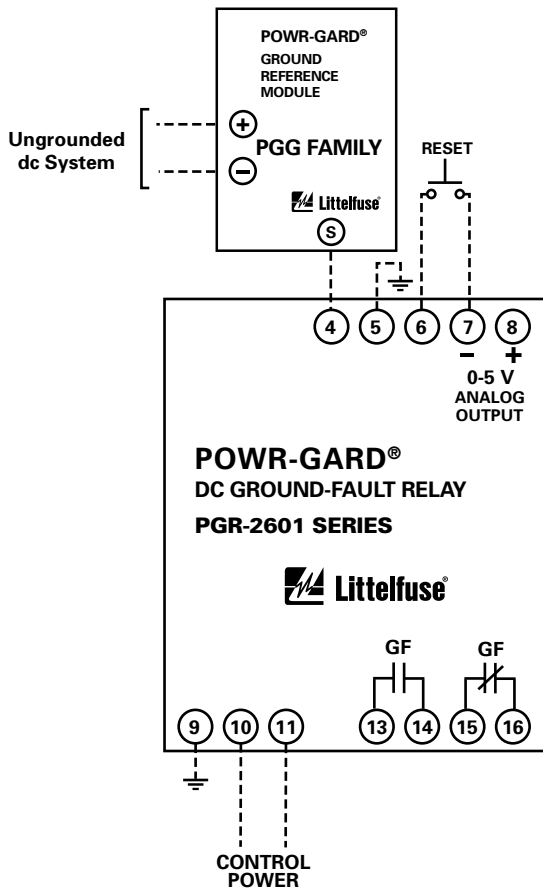 POWR-GARD®
GROUND
REFERENCE
MODULE
Ungrounded
dc System
+
−
PGG FAMILY
RESET
Littelfuse®
S
4
5
6
7
8
−
+
0-5 V
ANALOG
OUTPUT
POWR-GARD®
DC GROUND-FAULT RELAY
PGR-2601 SERIES
Littelfuse®
GF
GF
9
10
11
13
14
15
16
CONTROL
POWER